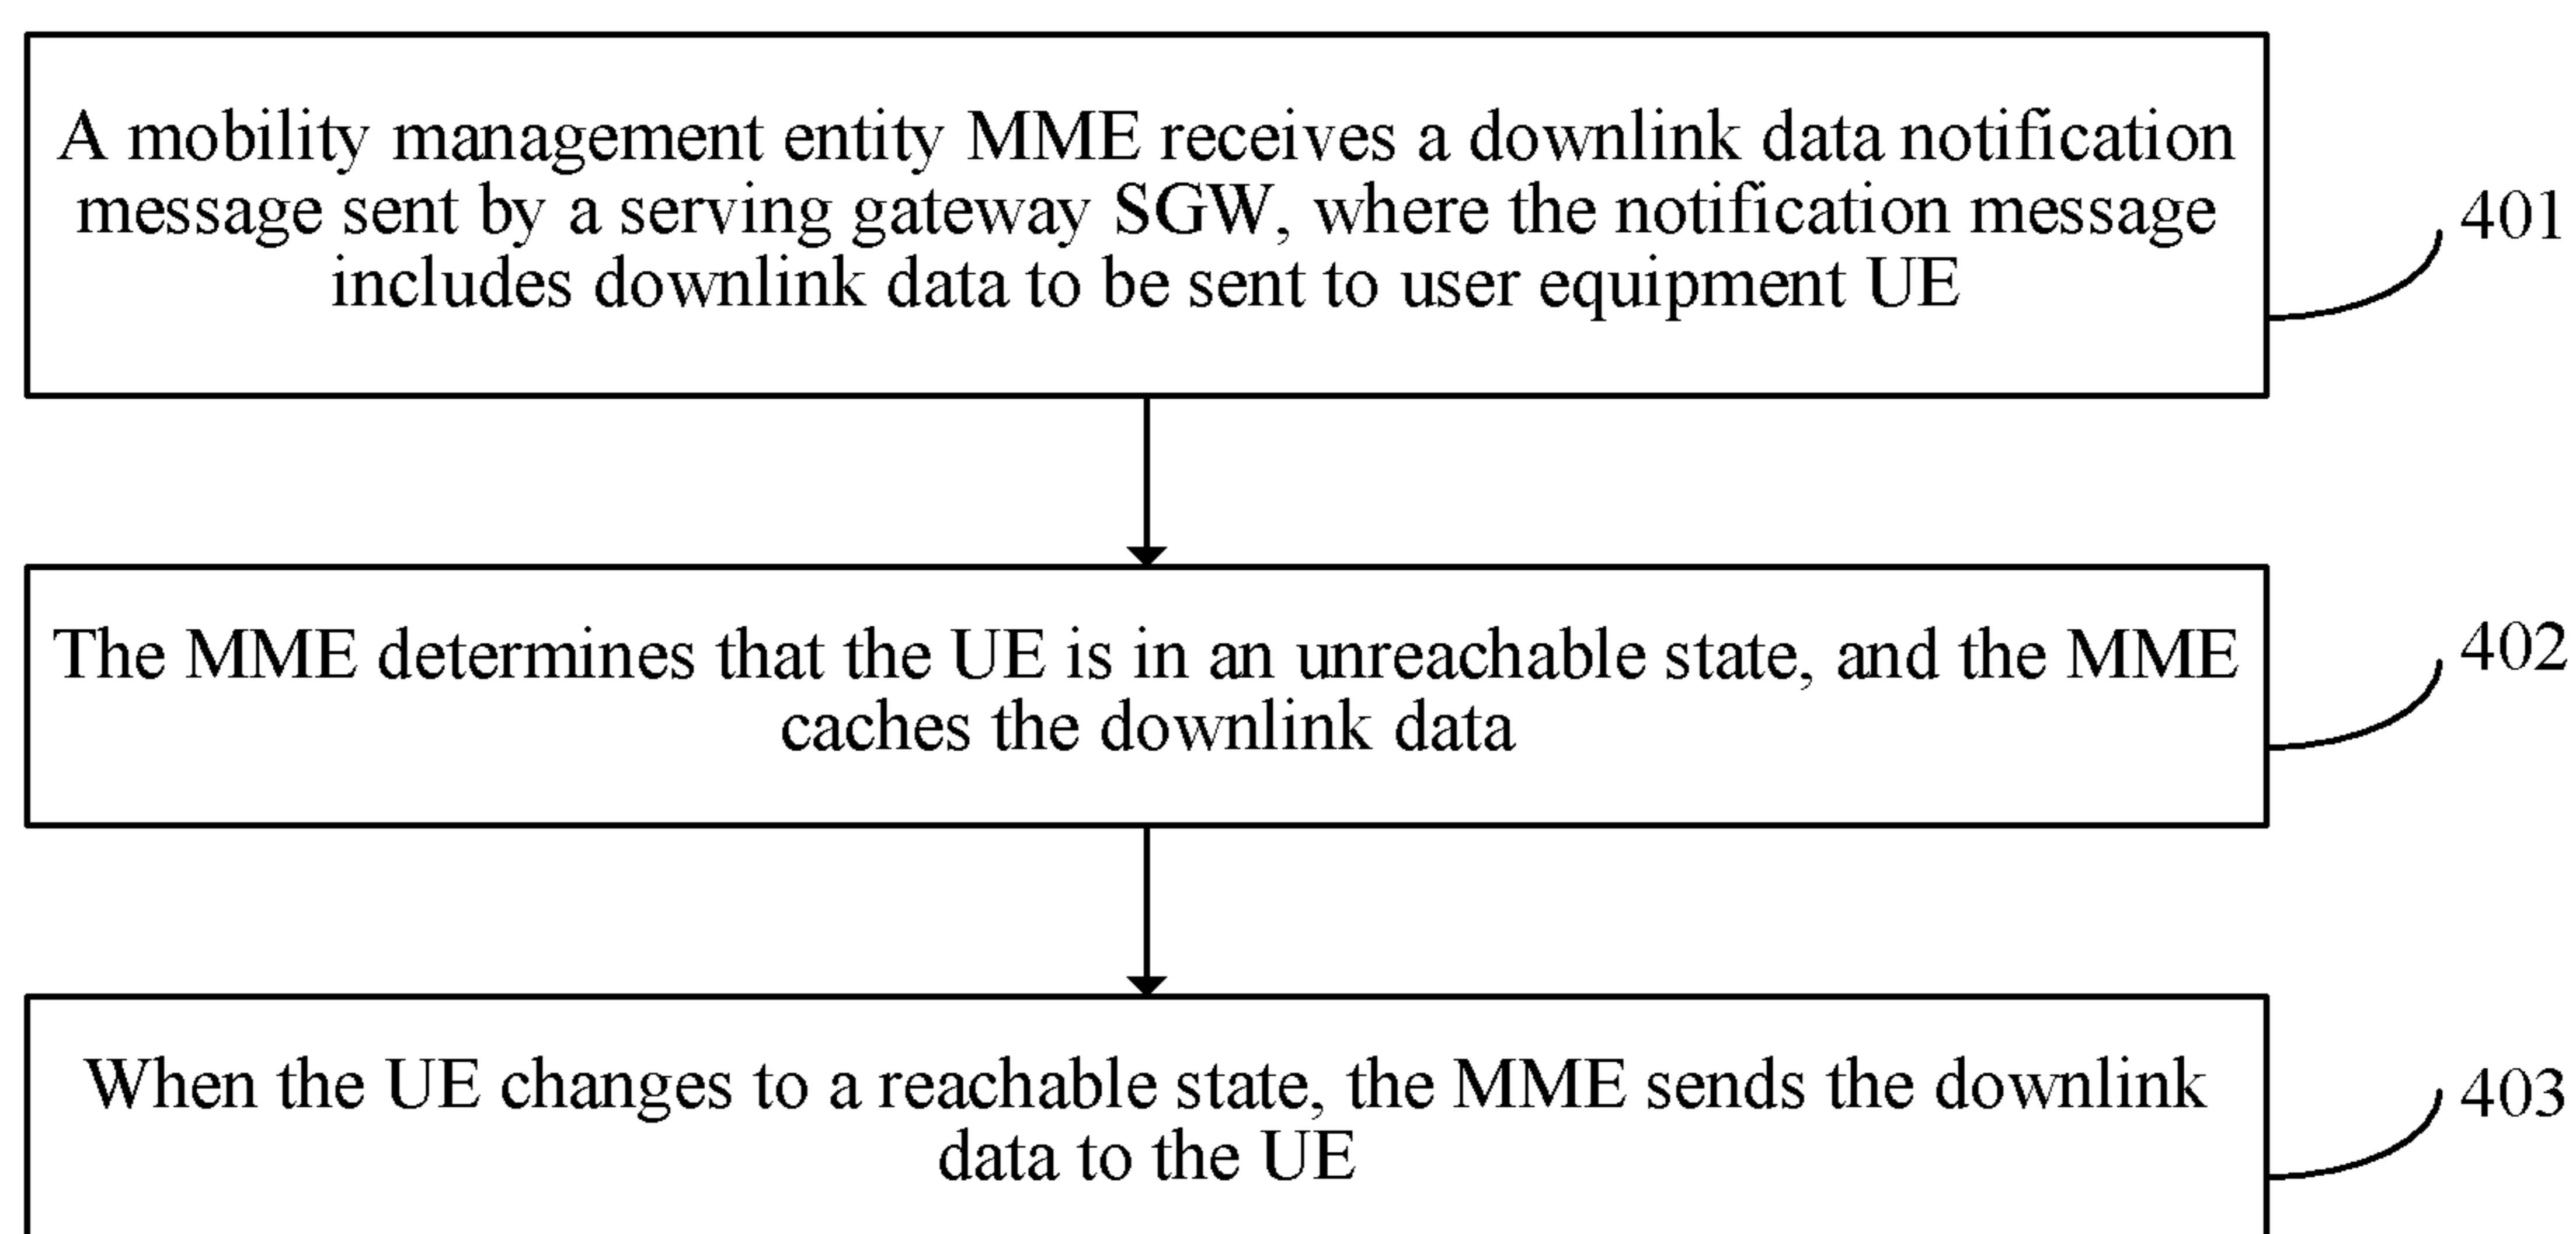 A mobility management entity MME receives a downlink data notification
message sent by a serving gateway SGW, where the notification message
includes downlink data to be sent to user equipment UE
401
The MME determines that the UE is in an unreachable state, and the MME
caches the downlink data
402
When the UE changes to a reachable state, the MME sends the downlink
data to the UE
403